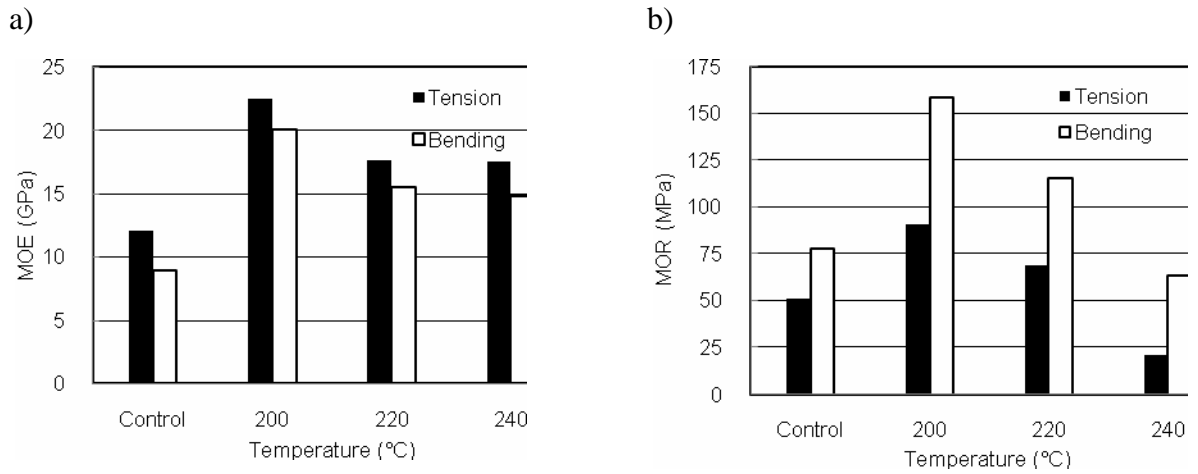 a)
25
20
15
10
5
0
MOE (GPa)
Tension
Bending
Control 200 220 240
Temperature (°C)
b)
175
150
125
100
75
50
25
0
MOR (MPa)
Tension
Bending
Control 200 220 240
Temperature (°C)